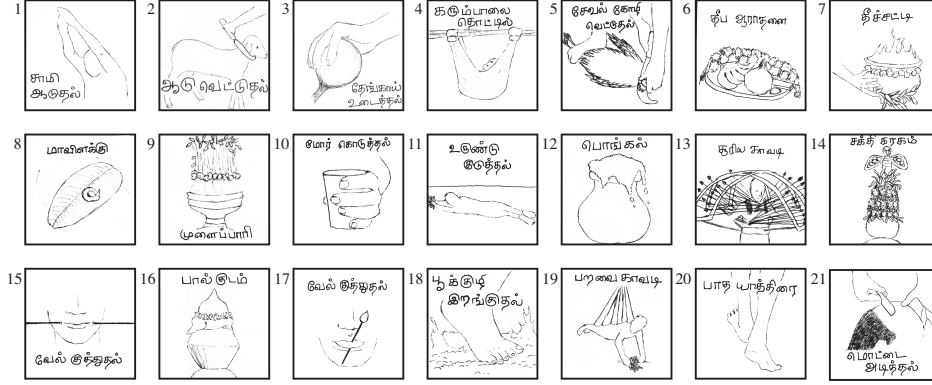 1
சாமி
ஆடுதல்
2
ஆடு வெட்டுதல்
3
தேங்காய்
உடைத்தல்
4
கரும்பாலை
தொட்டில்
5
சேவல் கோழி
வெட்டுதல்
6
தீப ஆராதனை
7
தீச்சட்டி
8
மாவிளக்கு
9
முளைப்பாரி
10
மோர் கொடுத்தல்
11
உருண்டு
கொடுத்தல்
12
பொங்கல்
13
சூரிய காவடி
14
சக்தி கரகம்
15
வேல் குத்துதல்
16
பால் குடம்
17
வேல் குத்துதல்
18
பூக்குழி
இறங்குதல்
19
பறவை காவடி
20
பாத யாத்திரை
21
மொட்டை
அடித்தல்